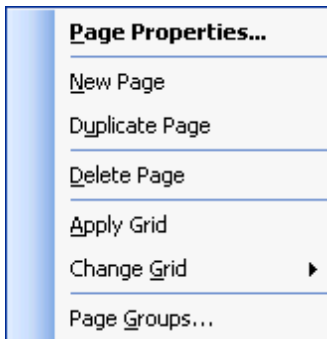 Page Properties...
New Page
Duplicate Page
Delete Page
Apply Grid
Change Grid
Page Groups...